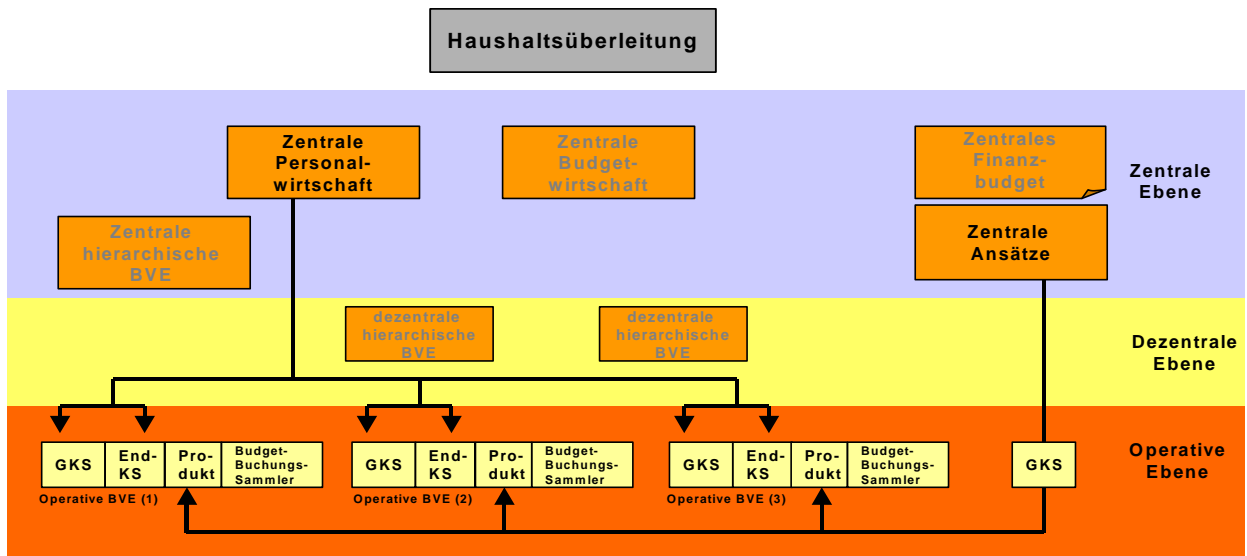 Haushaltsüberleitung
Zentrale
Personal-
wirtschaft
Zentrale
Budget-
wirtschaft
Zentrales
Finanz-
budget
Zentrale
Ebene
Zentrale
hierarchische
BVE
Zentrale
Ansätze
dezentrale
hierarchische
BVE
dezentrale
hierarchische
BVE
Dezentrale
Ebene
GKS
End-
KS
Pro-
dukt
Budget-
Buchungs-
Sammler
Operative BVE (1)
GKS
End-
KS
Pro-
dukt
Budget-
Buchungs-
Sammler
Operative BVE (2)
GKS
End-
KS
Pro-
dukt
Budget-
Buchungs-
Sammler
Operative BVE (3)
GKS
Operative
Ebene